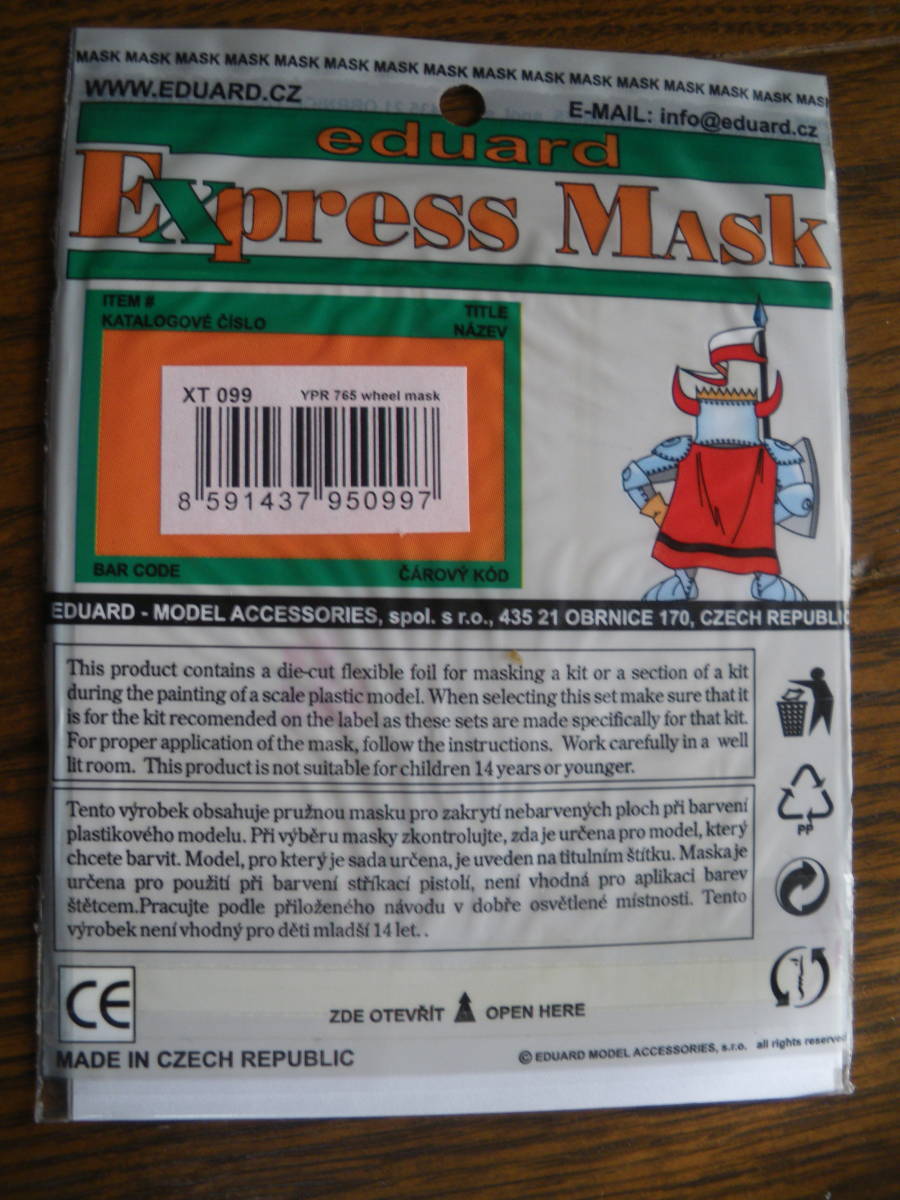 MASK MASK MASK MASK MASK MASK MASK MASK MASK MASK MASK MASK MASK MASK MASK
WWW.EDUARD.CZ
E-MAIL: info@eduard.cz
eduard
Express Mask
ITEM #
KATALOGOVÉ ČÍSLO
TITLE
NÁZEV
XT 099 YPR 765 wheel mask
8 591437 950997
BAR CODE
ČÁROVÝ KÓD
EDUARD - MODEL ACCESSORIES, spol. s r.o., 435 21 OBRNICE 170, CZECH REPUBLIC
This product contains a die-cut flexible foil for masking a kit or a section of a kit
during the painting of a scale plastic model. When selecting this set make sure that it
is for the kit recomended on the label as these sets are made specifically for that kit.
For proper application of the mask, follow the instructions. Work carefully in a well
lit room. This product is not suitable for children 14 years or younger.
Tento výrobek obsahuje pružnou masku pro zakrytí nebarvených ploch při barvení
plastikového modelu. Při výběru masky zkontrolujte, zda je určena pro model, který
chcete barvit. Model, pro který je sada určena, je uveden na titulním štítku. Maska je
určena pro použití při barvení stříkací pistolí, není vhodná pro aplikaci barev
štětcem.Pracujte podle přiloženého návodu v dobře osvětlené místnosti. Tento
výrobek není vhodný pro děti mladší 14 let. .
PP
CE
ZDE OTEVŘÍT OPEN HERE
MADE IN CZECH REPUBLIC
© EDUARD MODEL ACCESSORIES, s.r.o. all rights reserved